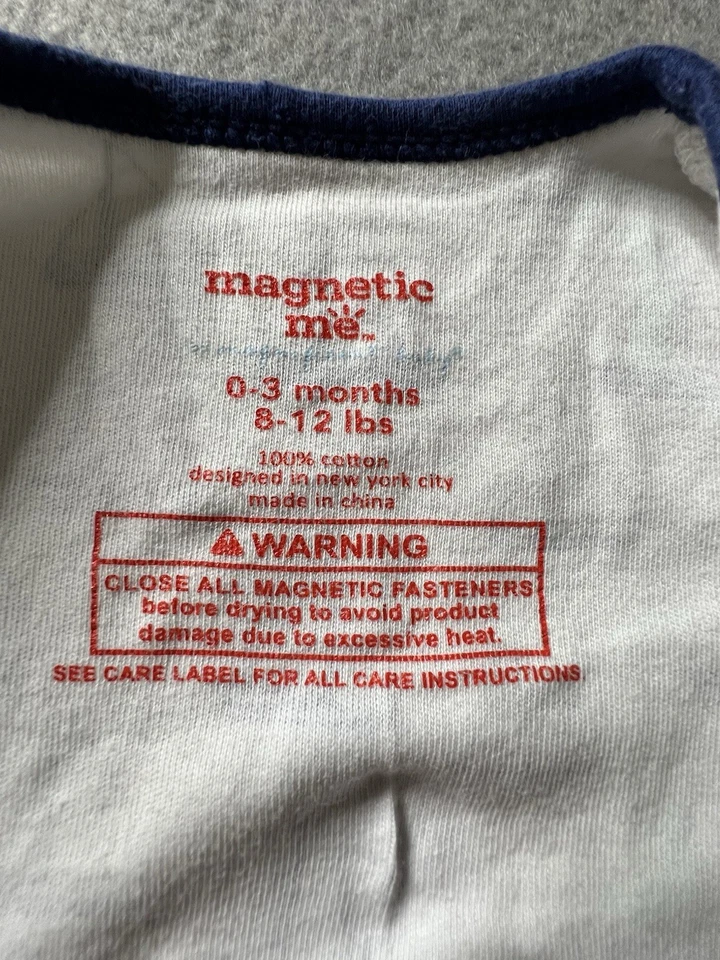 magnetic
me™
0-3 months
8-12 lbs
100% cotton
designed in new york city
made in china
WARNING
CLOSE ALL MAGNETIC FASTENERS
before drying to avoid product
damage due to excessive heat.
SEE CARE LABEL FOR ALL CARE INSTRUCTIONS